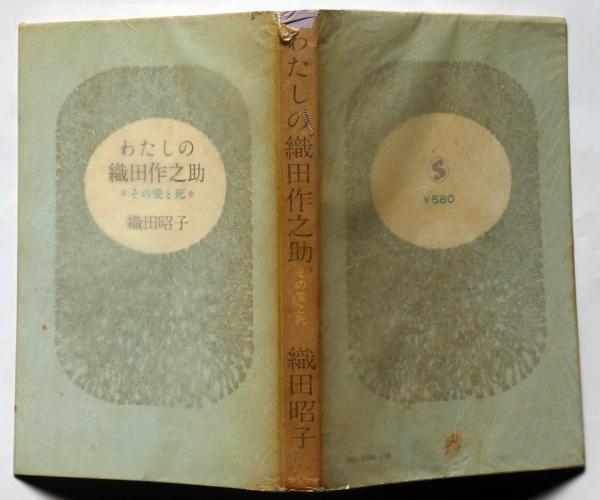 わたしの
織田作之助
*その愛と死*
織田昭子
わたしの織田作之助
その愛と死
織田昭子
S
¥580